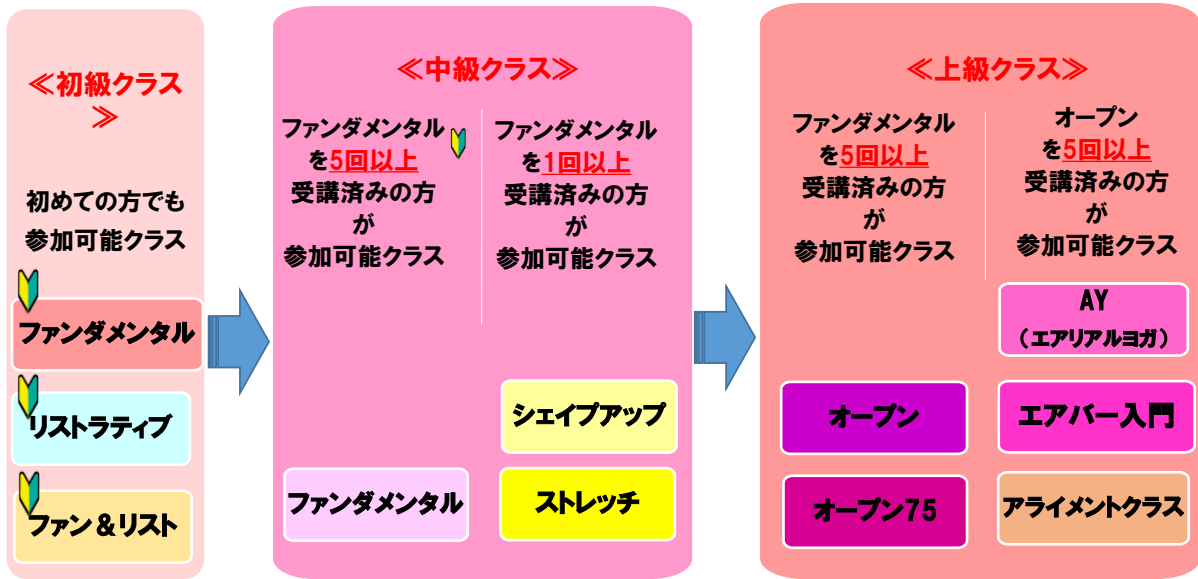 ≪初級クラス
≫
初めての方でも
参加可能クラス
ファンダメンタル
リストラティブ
ファン＆リスト
≪中級クラス≫
ファンダメンタル
を5回以上
受講済みの方
が
参加可能クラス
ファンダメンタル
ファンダメンタル
を1回以上
受講済みの方
が
参加可能クラス
シェイプアップ
ストレッチ
≪上級クラス≫
ファンダメンタル
を5回以上
受講済みの方
が
参加可能クラス
オープン
オープン75
オープン
を5回以上
受講済みの方
が
参加可能クラス
AY
（エアリアルヨガ）
エアバー入門
アライメントクラス